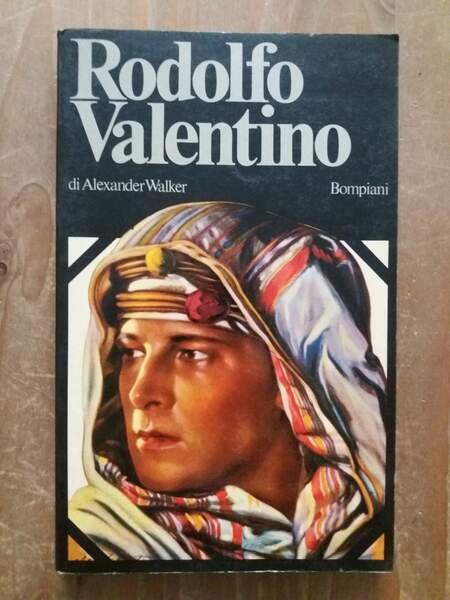 Rodolfo
Valentino
di Alexander Walker Bompiani